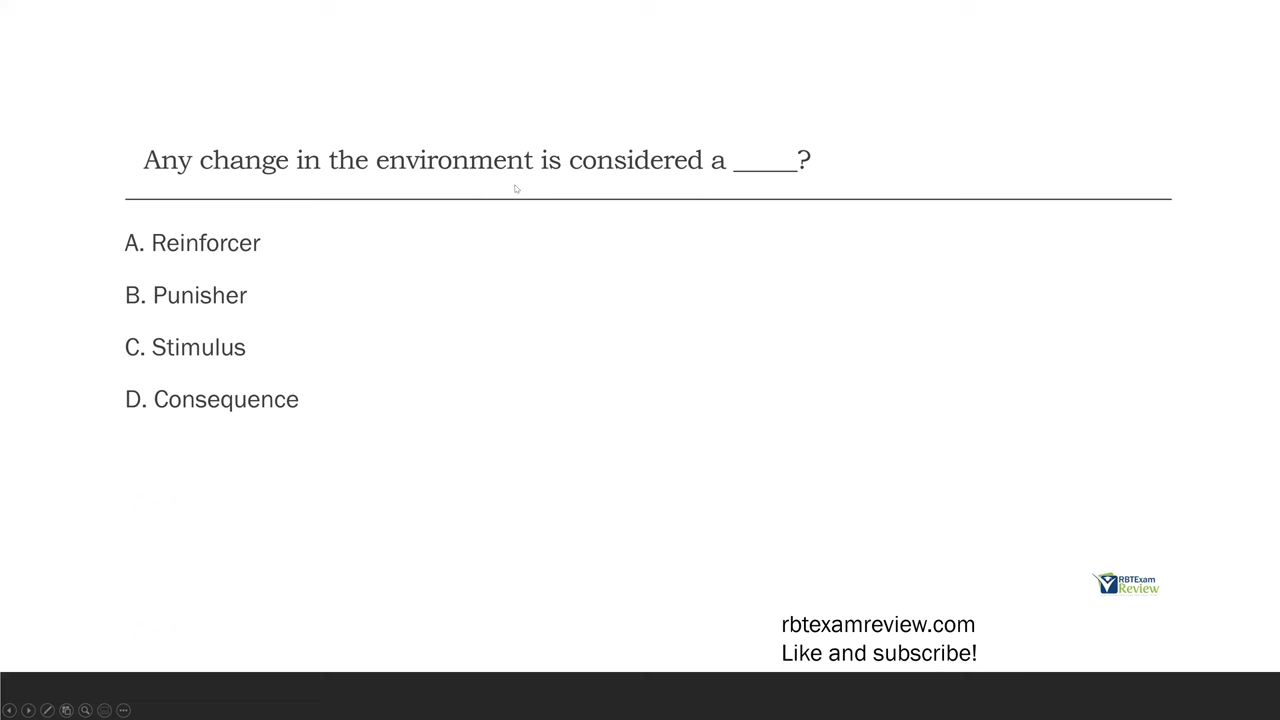 Any change in the environment is considered a _____?
A. Reinforcer
B. Punisher
C. Stimulus
D. Consequence
RBTExam
Review
rbtexamreview.com
Like and subscribe!